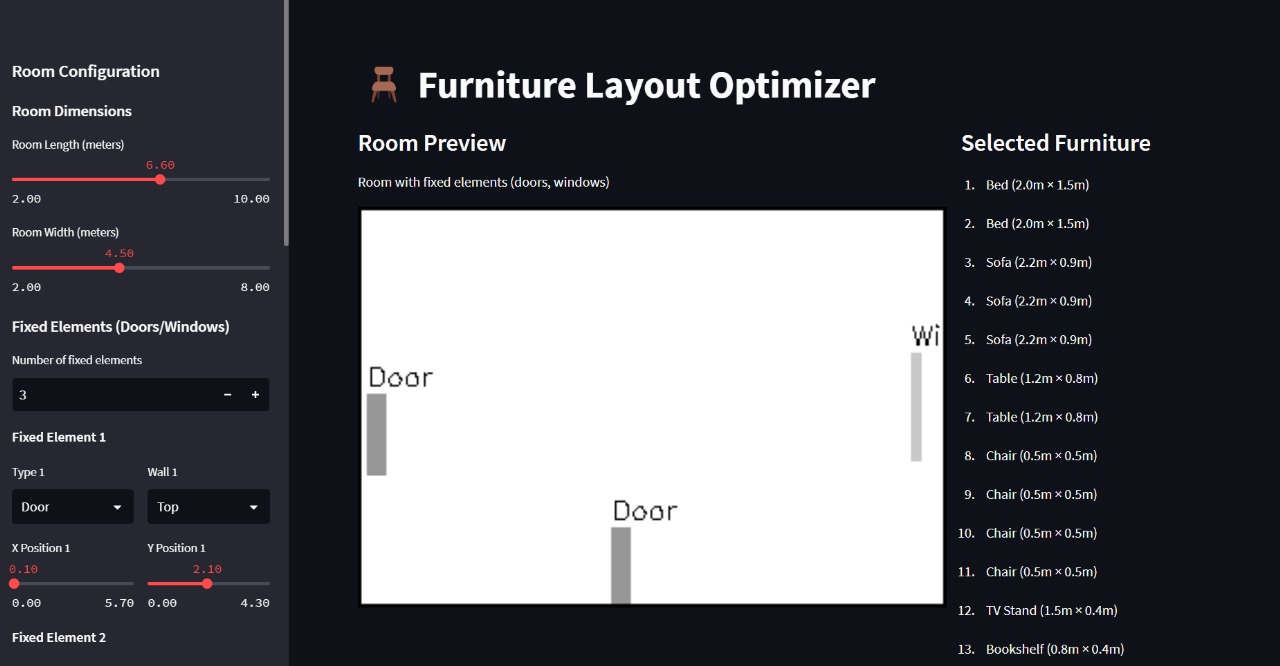 Room Configuration
Room Dimensions
Room Length (meters)
6.60
2.00 10.00
Room Width (meters)
4.50
2.00 8.00
Fixed Elements (Doors/Windows)
Number of fixed elements
3 − +
Fixed Element 1
Type 1 Wall 1
Door Top
X Position 1 Y Position 1
0.10 2.10
0.00 5.70 0.00 4.30
Fixed Element 2
Furniture Layout Optimizer
Room Preview
Room with fixed elements (doors, windows)
Wi
Door
Door
Selected Furniture
1. Bed (2.0m × 1.5m)
2. Bed (2.0m × 1.5m)
3. Sofa (2.2m × 0.9m)
4. Sofa (2.2m × 0.9m)
5. Sofa (2.2m × 0.9m)
6. Table (1.2m × 0.8m)
7. Table (1.2m × 0.8m)
8. Chair (0.5m × 0.5m)
9. Chair (0.5m × 0.5m)
10. Chair (0.5m × 0.5m)
11. Chair (0.5m × 0.5m)
12. TV Stand (1.5m × 0.4m)
13. Bookshelf (0.8m × 0.4m)